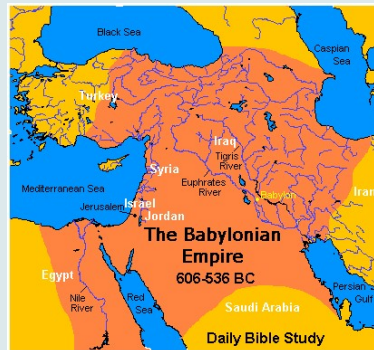 Black Sea
Caspian
Sea
Turkey
Iraq
Tigris
River
Syria
Euphrates
River
Mediterranean Sea
Babylon
Iran
Israel
Jerusalem
Jordan
The Babylonian
Empire
606-536 BC
Egypt
Nile
River
Red
Sea
Persian
Gulf
Saudi Arabia
Daily Bible Study